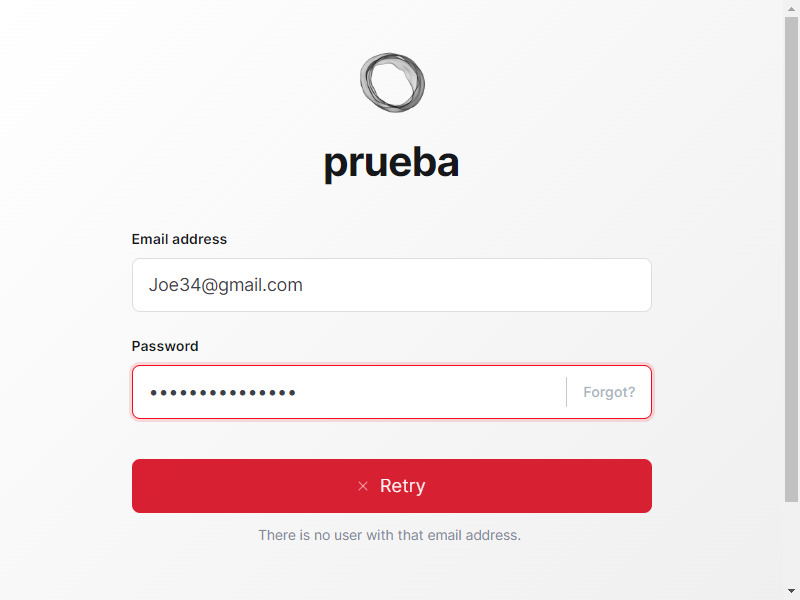 prueba
Email address
Joe34@gmail.com
Password
•••••••••••••••
Forgot?
× Retry
There is no user with that email address.